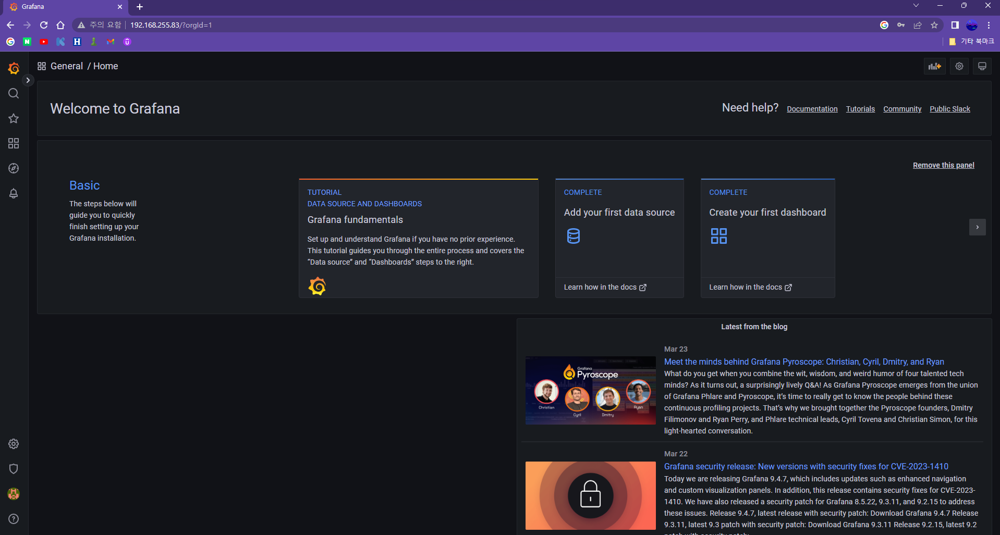 Grafana
주의 요함
192.168.255.83/?orgId=1
기타 북마크
General / Home
Welcome to Grafana
Need help? Documentation Tutorials Community Public Slack
Remove this panel
Basic
The steps below will
guide you to quickly
finish setting up your
Grafana installation.
TUTORIAL
DATA SOURCE AND DASHBOARDS
Grafana fundamentals
Set up and understand Grafana if you have no prior experience.
This tutorial guides you through the entire process and covers the
“Data source” and “Dashboards” steps to the right.
COMPLETE
Add your first data source
Learn how in the docs
COMPLETE
Create your first dashboard
Learn how in the docs
Latest from the blog
Grafana
Pyroscope
Christian
Cyril
Dmitry
Ryan
Mar 23
Meet the minds behind Grafana Pyroscope: Christian, Cyril, Dmitry, and Ryan
What do you get when you combine the wit, wisdom, and weird humor of four talented tech
minds? As it turns out, a surprisingly lively Q&A! As Grafana Pyroscope emerges from the union
of Grafana Phlare and Pyroscope, it’s time to really get to know the people behind these
continuous profiling projects. That’s why we brought together the Pyroscope founders, Dmitry
Filimonov and Ryan Perry, and Phlare technical leads, Cyril Tovena and Christian Simon, for this
light-hearted conversation.
Mar 22
Grafana security release: New versions with security fixes for CVE-2023-1410
Today we are releasing Grafana 9.4.7, which includes updates such as enhanced navigation
and custom visualization panels. In addition, this release contains security fixes for CVE-2023-
1410. We have also released a security patch for Grafana 8.5.22, 9.3.11, and 9.2.15 to address
these issues. Release 9.4.7, latest release with security patch: Download Grafana 9.4.7 Release
9.3.11, latest 9.3 patch with security patch: Download Grafana 9.3.11 Release 9.2.15, latest 9.2
patch with security patch: